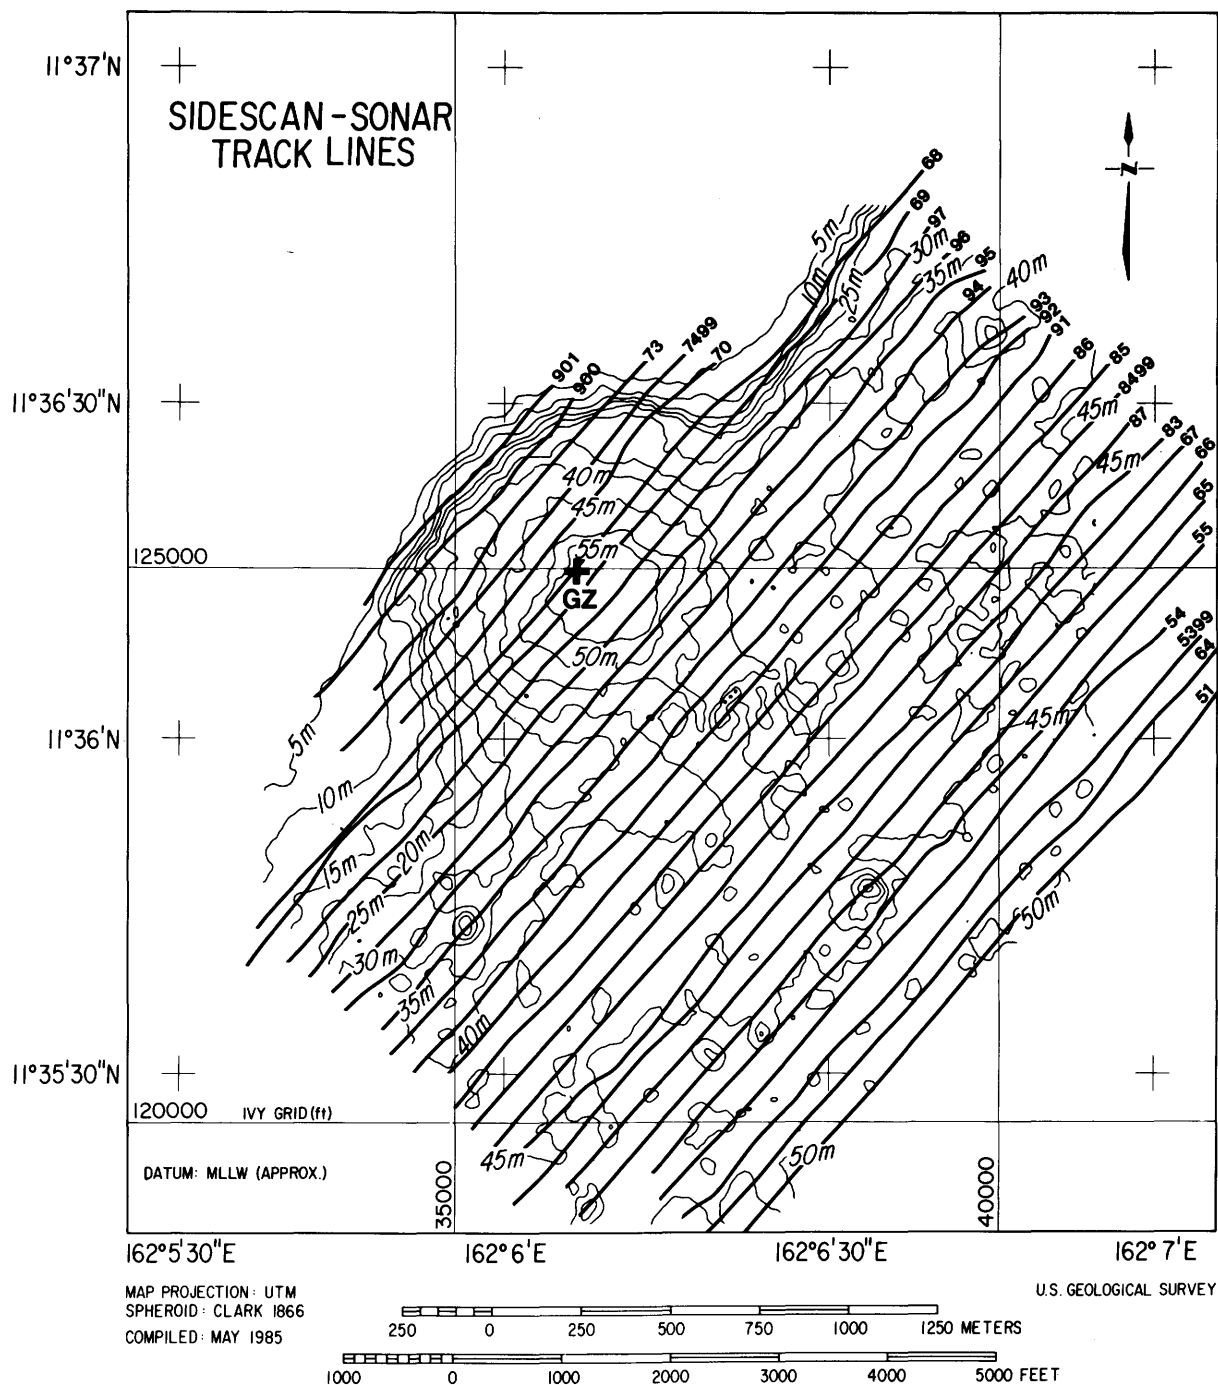 11°37'N
SIDESCAN-SONAR
TRACK LINES
N
68
69
97
96
95
94
93
92
91
86
85
8499
87
83
67
66
65
55
54
5399
64
51
901
900
73
7499
70
5m
10m
25m
30m
35m
40m
45m
45m
11°36'30"N
40m
45m
55m
125000
GZ
50m
11°36'N
5m
10m
15m
20m
25m
30m
35m
40m
45m
45m
50m
50m
11°35'30"N
120000
IVY GRID (ft)
DATUM: MLLW (APPROX.)
35000
40000
162°5'30"E
162°6'E
162°6'30"E
162°7'E
MAP PROJECTION: UTM
SPHEROID: CLARK 1866
COMPILED: MAY 1985
U.S. GEOLOGICAL SURVEY
250 0 250 500 750 1000 1250 METERS
1000 0 1000 2000 3000 4000 5000 FEET